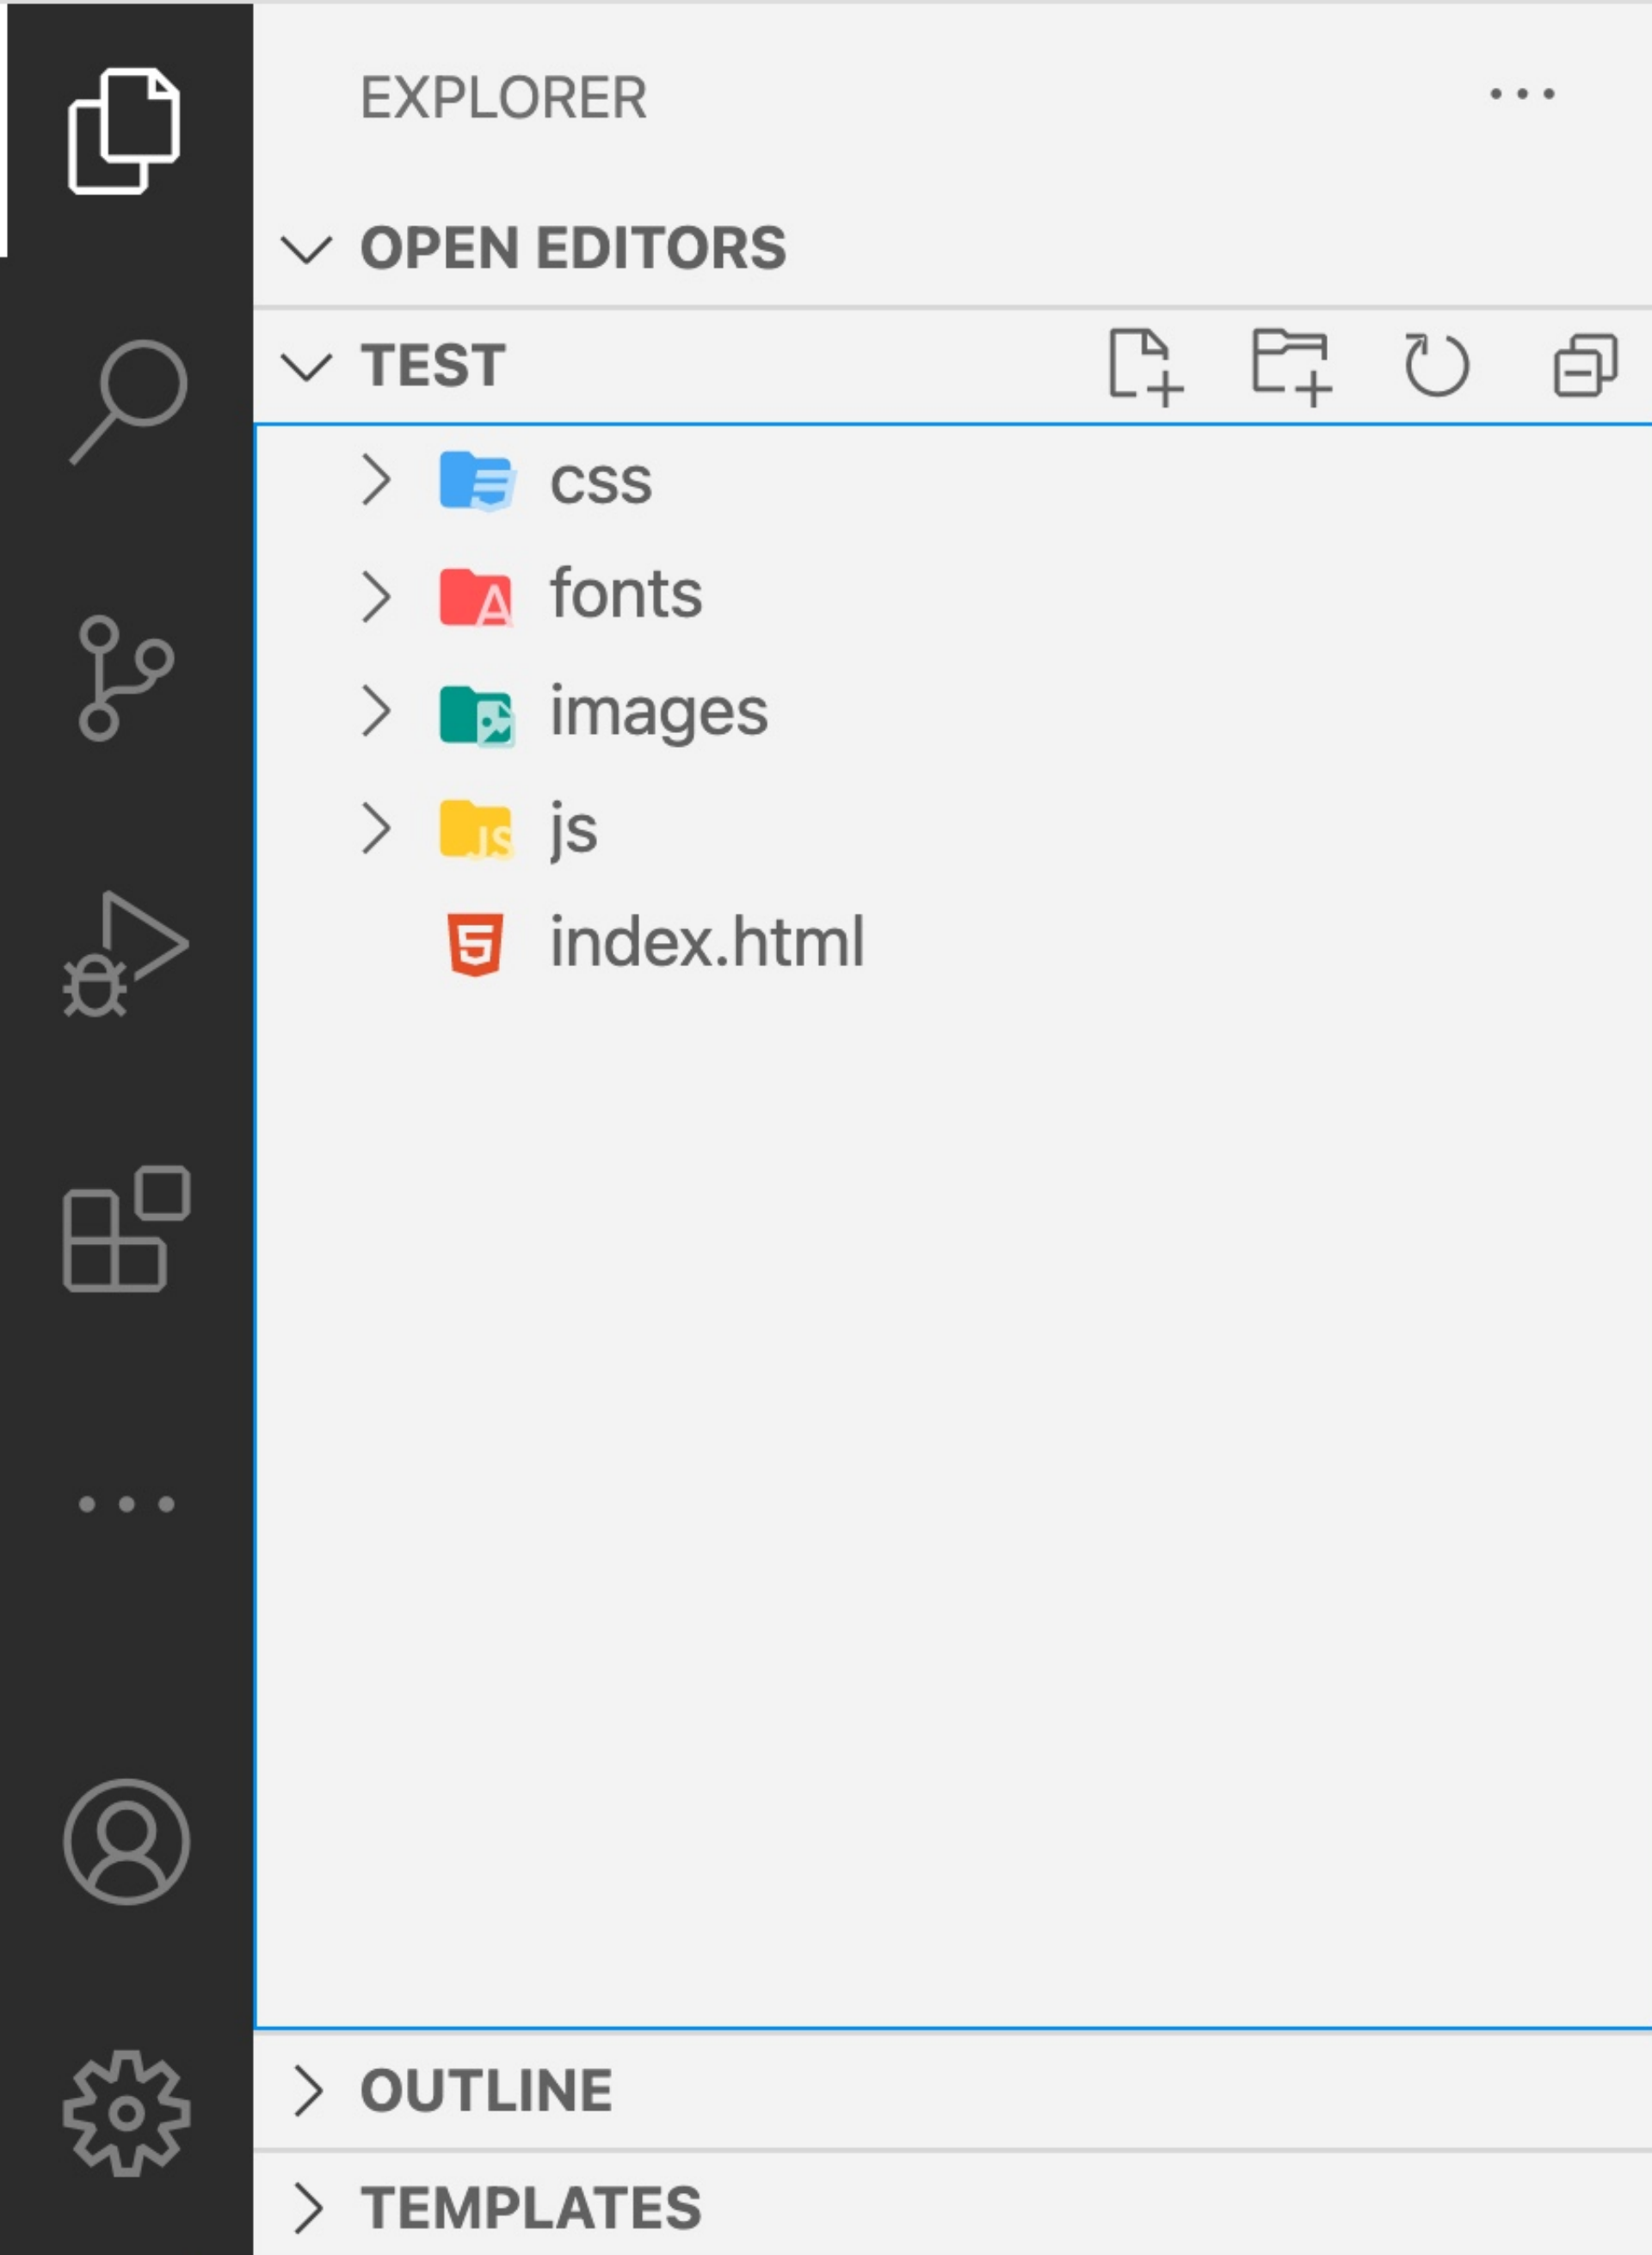 EXPLORER
OPEN EDITORS
TEST
css
fonts
images
js
index.html
OUTLINE
TEMPLATES